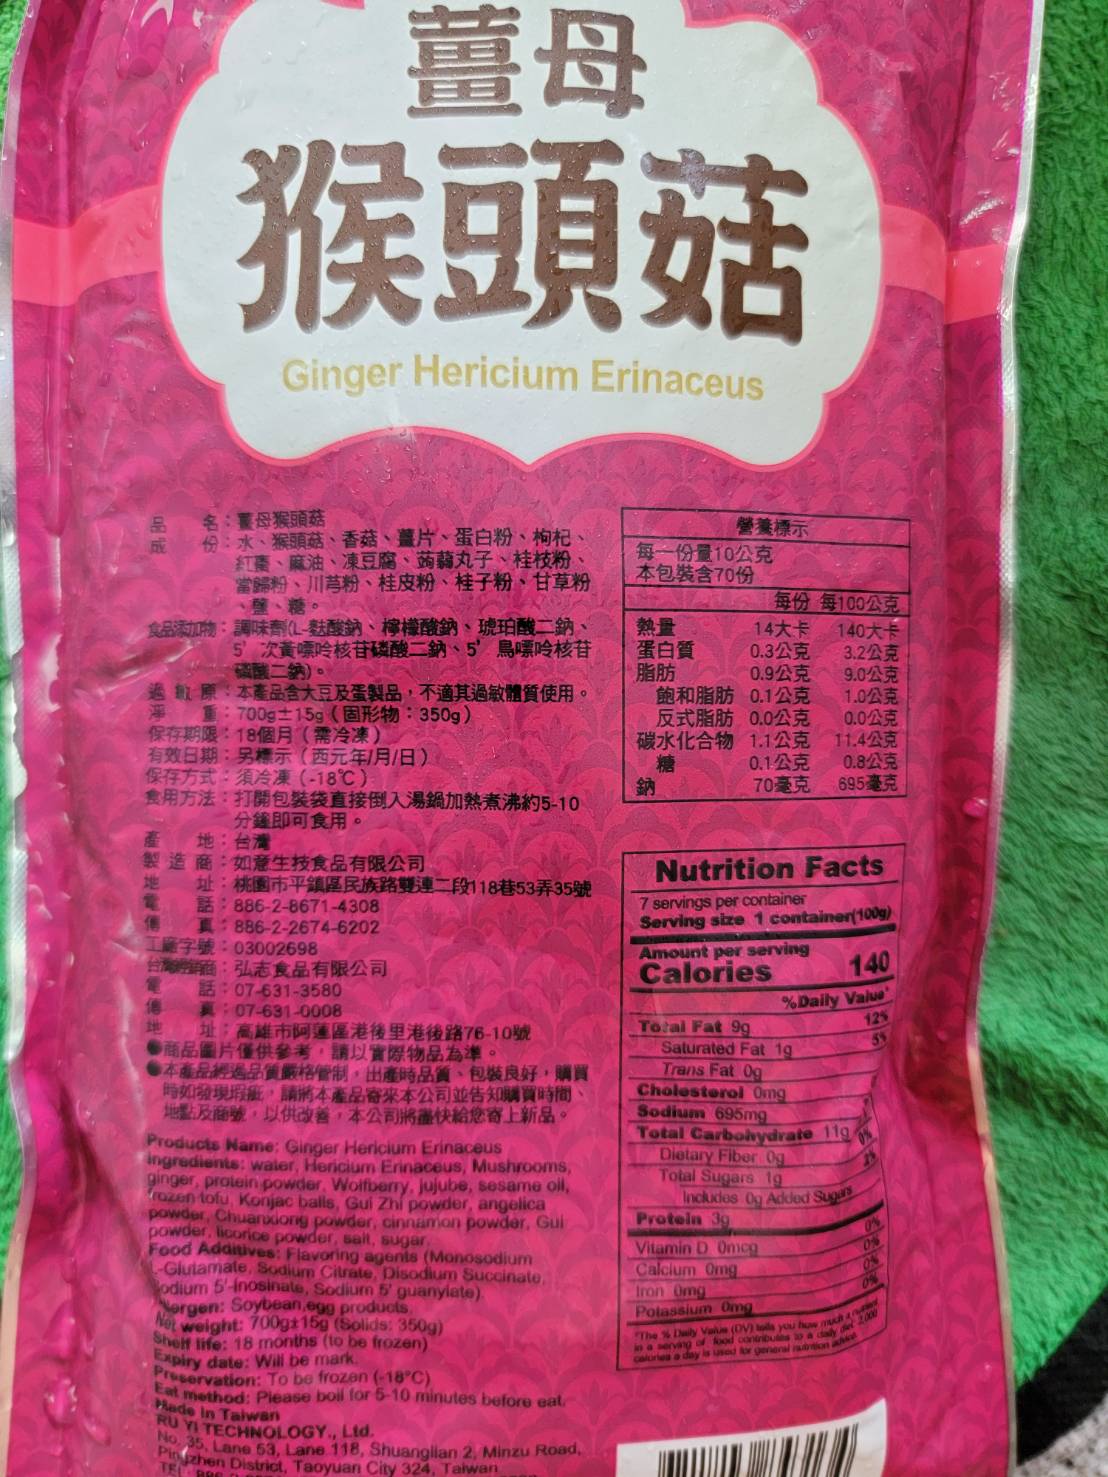 薑母
猴頭菇
Ginger Hericium Erinaceus
品名：薑母猴頭菇
成份：水、猴頭菇、香菇、薑片、蛋白粉、枸杞、
紅棗、麻油、凍豆腐、蒟蒻丸子、桂枝粉、
當歸粉、川芎粉、桂皮粉、桂子粉、甘草粉
、鹽、糖。
食品添加物：調味劑(L-麩酸鈉、檸檬酸鈉、琥珀酸二鈉、
5'次黃嘌呤核苷磷酸二鈉、5'鳥嘌呤核苷
磷酸二鈉)。
過敏原：本產品含大豆及蛋製品，不適其過敏體質使用。
淨重：700g±15g（固形物：350g）
保存期限：18個月（需冷凍）
有效日期：另標示（西元年/月/日）
保存方式：須冷凍（-18℃）
食用方法：打開包裝袋直接倒入湯鍋加熱煮沸約5-10
分鐘即可食用。
產地：台灣
製造商：如意生技食品有限公司
地址：桃園市平鎮區民族路雙連二段118巷53弄35號
電話：886-2-8671-4308
傳真：886-2-2674-6202
工廠字號：03002698
台灣經銷商：弘志食品有限公司
電話：07-631-3580
傳真：07-631-0008
地址：高雄市阿蓮區港後里港後路76-10號
●商品圖片僅供參考，請以實際物品為準。
●本產品經過品質嚴格管制，出產時品質、包裝良好，購買
時如發現瑕疵，請將本產品寄來本公司並告知購買時間、
地點及商號，以供改善，本公司將盡快給您寄上新品。
Products Name: Ginger Hericium Erinaceus
Ingredients: water, Hericium Erinaceus, Mushrooms,
ginger, protein powder, Wolfberry, jujube, sesame oil,
frozen tofu, Konjac balls, Gui Zhi powder, angelica
powder, Chuanxiong powder, cinnamon powder, Gui
powder, licorice powder, salt, sugar.
Food Additives: Flavoring agents (Monosodium
L-Glutamate, Sodium Citrate, Disodium Succinate,
Sodium 5'-Inosinate, Sodium 5' guanylate).
Allergen: Soybean,egg products.
Net weight: 700g±15g (Solids: 350g)
Shelf life: 18 months (to be frozen)
Expiry date: Will be mark.
Preservation: To be frozen (-18°C)
Eat method: Please boil for 5-10 minutes before eat.
Made in Taiwan
RU YI TECHNOLOGY., Ltd.
No. 35, Lane 53, Lane 118, Shuanglian 2, Minzu Road,
Pingzhen District, Taoyuan City 324, Taiwan
營養標示
每一份量10公克
本包裝含70份
每份 每100公克
熱量 14大卡 140大卡
蛋白質 0.3公克 3.2公克
脂肪 0.9公克 9.0公克
飽和脂肪 0.1公克 1.0公克
反式脂肪 0.0公克 0.0公克
碳水化合物 1.1公克 11.4公克
糖 0.1公克 0.8公克
鈉 70毫克 695毫克
Nutrition Facts
7 servings per container
Serving size 1 container(100g)
Amount per serving
Calories 140
%Daily Value*
Total Fat 9g 12%
Saturated Fat 1g 5%
Trans Fat 0g
Cholesterol 0mg
Sodium 695mg
Total Carbohydrate 11g
Dietary Fiber 0g 0%
Total Sugars 1g 2%
Includes 0g Added Sugars
Protein 3g
Vitamin D 0mcg 0%
Calcium 0mg 0%
Iron 0mg 0%
Potassium 0mg 0%
*The % Daily Value (DV) tells you how much a nutrient
in a serving of food contributes to a daily diet. 2,000
calories a day is used for general nutrition advice.